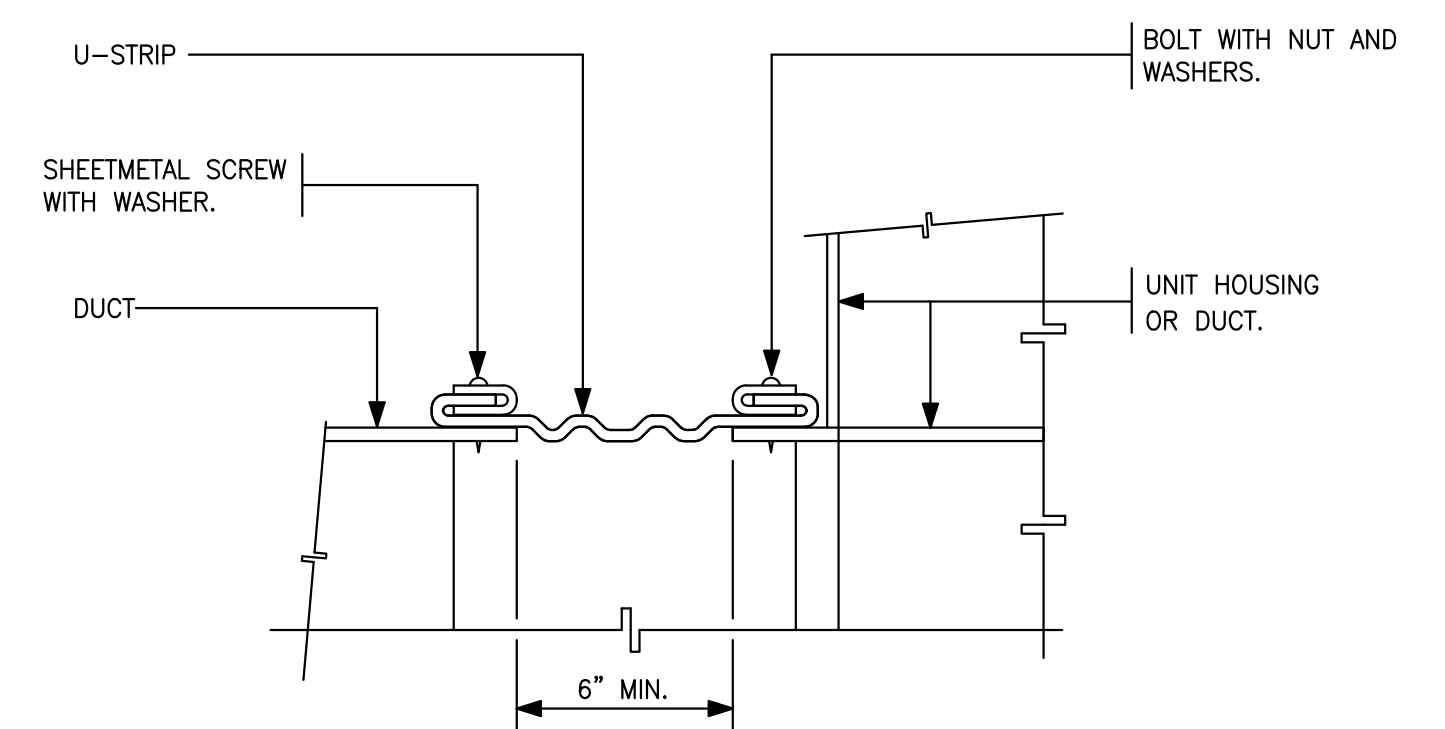 U-STRIP
BOLT WITH NUT AND
WASHERS.
SHEETMETAL SCREW
WITH WASHER.
DUCT
UNIT HOUSING
OR DUCT.
6" MIN.